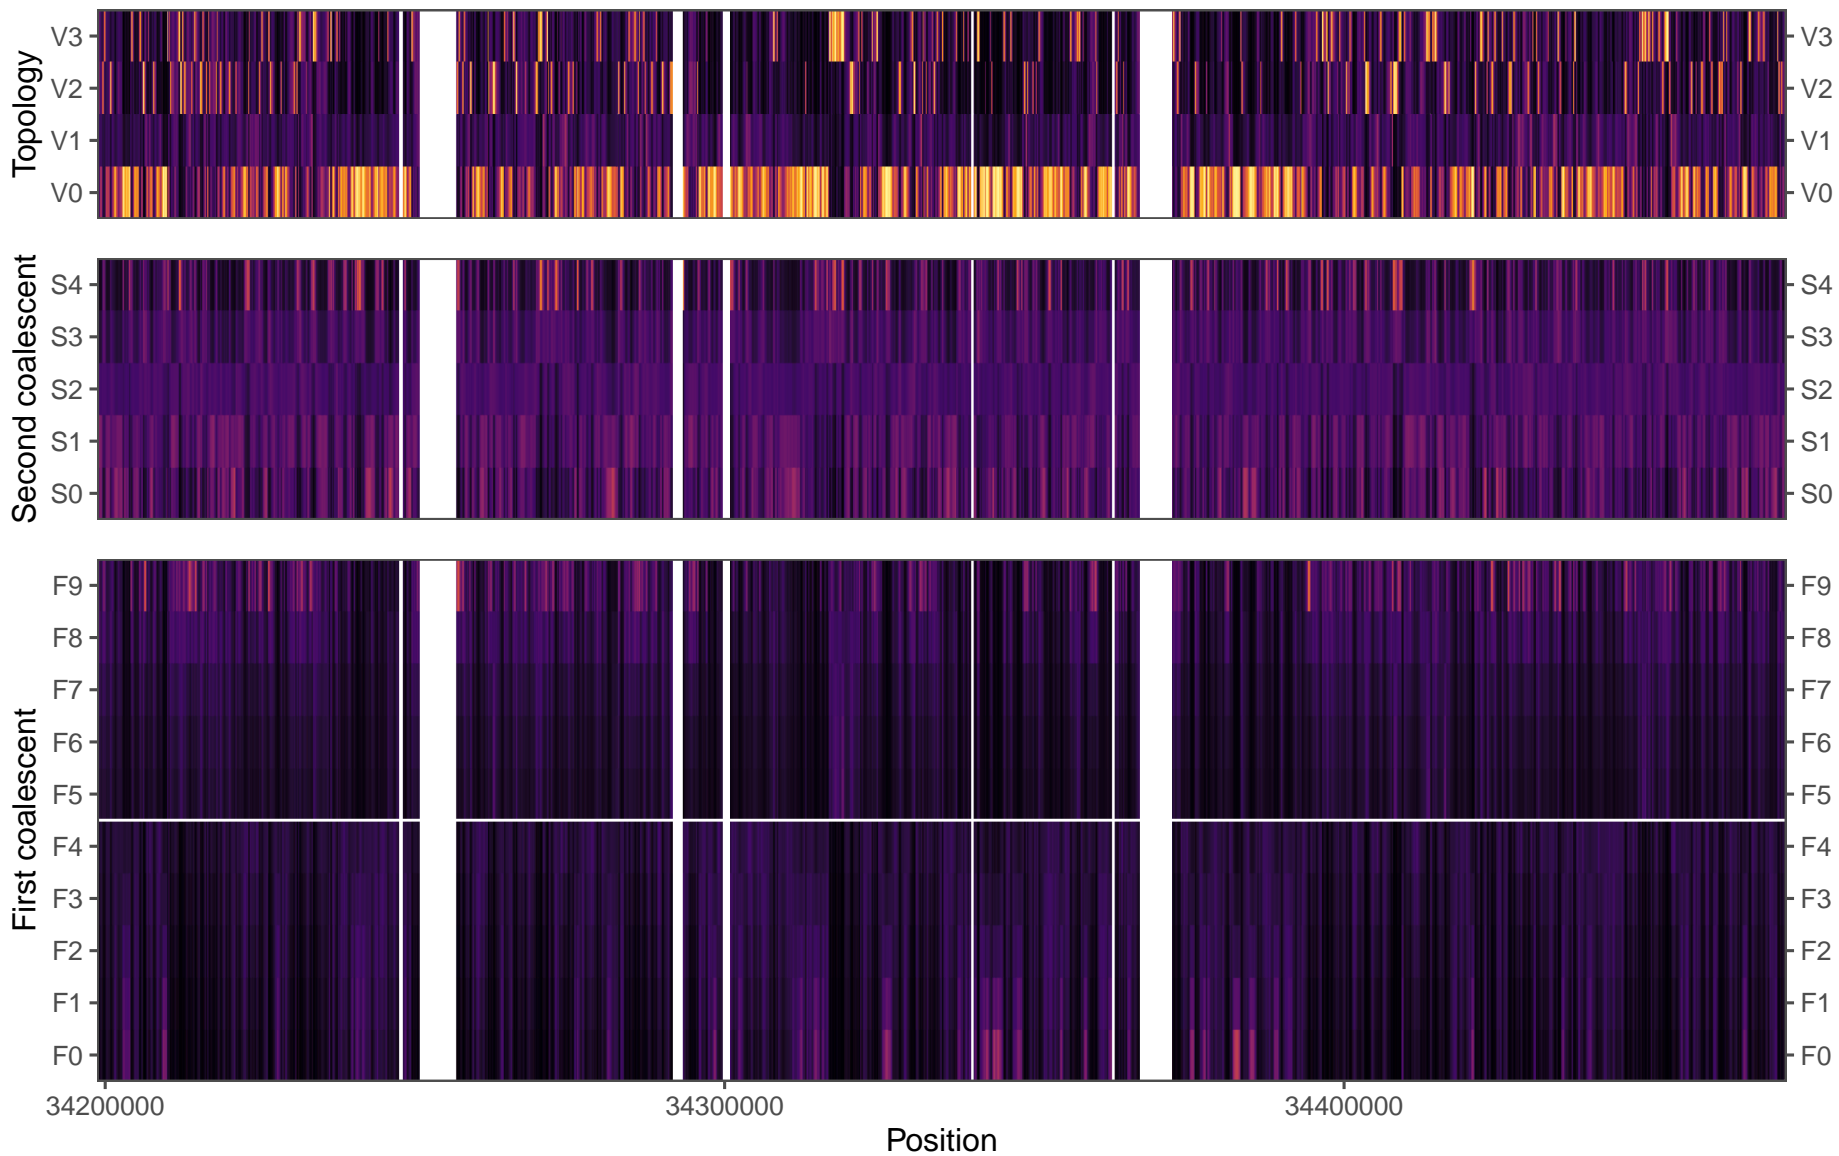 Topology
V3
V2
V1
V0
V3
V2
V1
V0
Second coalescent
S4
S3
S2
S1
S0
S4
S3
S2
S1
S0
First coalescent
F9
F8
F7
F6
F5
F4
F3
F2
F1
F0
F9
F8
F7
F6
F5
F4
F3
F2
F1
F0
34200000 34300000 34400000
Position